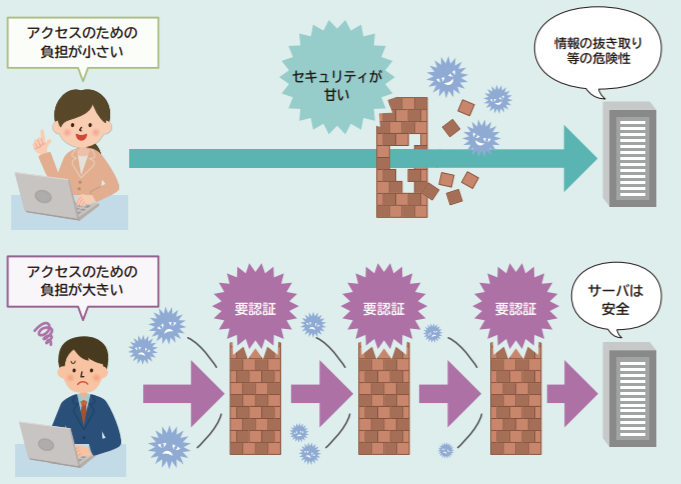 アクセスのための
負担が小さい
セキュリティが
甘い
情報の抜き取り
等の危険性
アクセスのための
負担が大きい
要認証
要認証
要認証
サーバは
安全